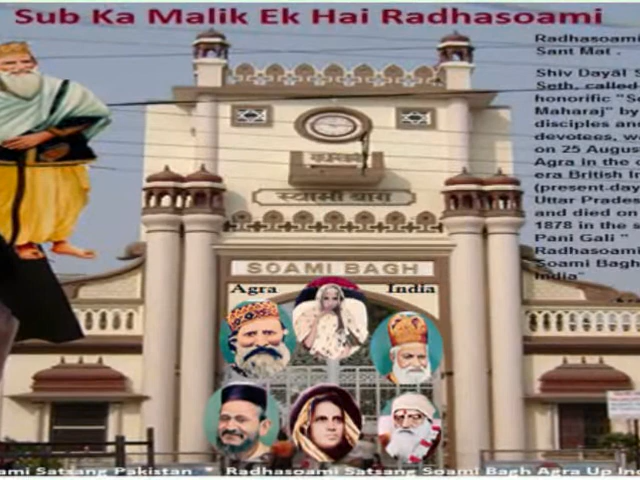 Sub Ka Malik Ek Hai Radhasoami
Radhasoami
Sant Mat .
Shiv Dayāl S
Seth, called
honorific "S
Maharaj" by
disciples and
devotees, w
on 25 Augus
Agra in the
era British In
(present-day
Uttar Prades
and died on
1878 in the s
Pani Gali "
Radhasoami
Soami Bagh
India"
राधास्वामी
स्वामी बाग
SOAMI BAGH
Agra India
ami Satsang Pakistan * Radhasoami Satsang Soami Bagh Agra Up Ind